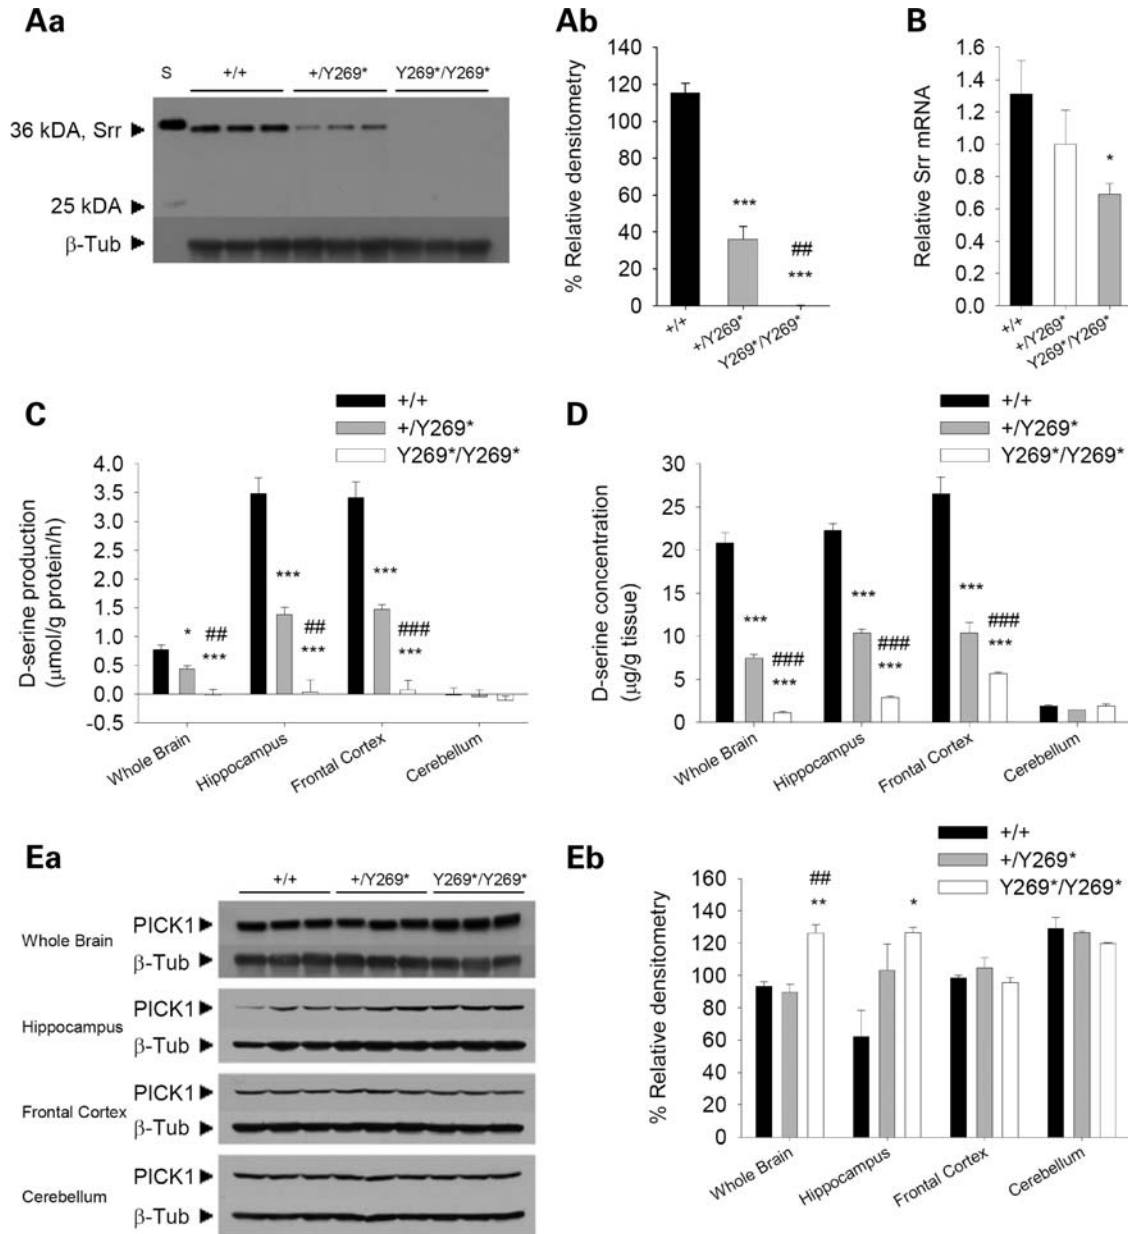 Aa
S
+/+
+/Y269*
Y269*/Y269*
36 kDA, Srr
25 kDA
β-Tub
Ab
% Relative densitometry
140
120
100
80
60
40
20
0
***
##
***
+/+
+/Y269*
Y269*/Y269*
B
Relative Srr mRNA
1.6
1.4
1.2
1.0
0.8
0.6
0.4
0.2
0.0
*
+/+
+/Y269*
Y269*/Y269*
C
+/+
+/Y269*
Y269*/Y269*
D-serine production
(μmol/g protein/h)
4.0
3.5
3.0
2.5
2.0
1.5
1.0
0.5
0.0
-0.5
*
##
***
***
##
***
***
###
***
Whole Brain
Hippocampus
Frontal Cortex
Cerebellum
D
+/+
+/Y269*
Y269*/Y269*
D-serine concentration
(μg/g tissue)
30
25
20
15
10
5
0
***
###
***
***
###
***
***
###
***
Whole Brain
Hippocampus
Frontal Cortex
Cerebellum
Ea
+/+
+/Y269*
Y269*/Y269*
Whole Brain
PICK1
β-Tub
Hippocampus
PICK1
β-Tub
Frontal Cortex
PICK1
β-Tub
Cerebellum
PICK1
β-Tub
Eb
+/+
+/Y269*
Y269*/Y269*
% Relative densitometry
160
140
120
100
80
60
40
20
0
##
**
*
Whole Brain
Hippocampus
Frontal Cortex
Cerebellum